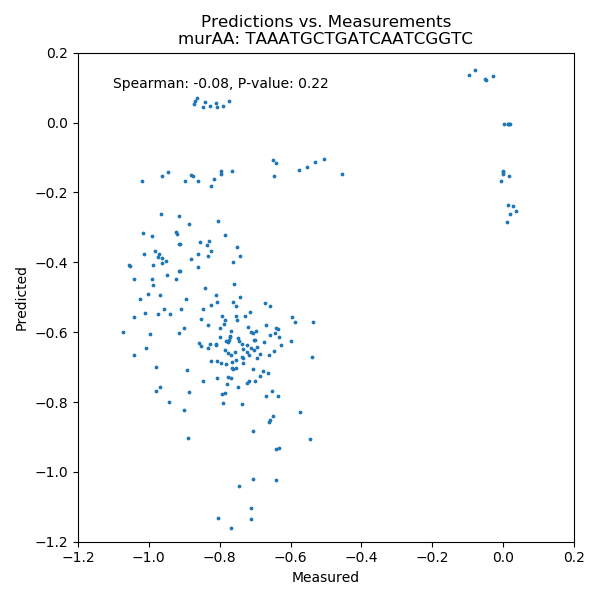 Predictions vs. Measurements
murAA: TAAATGCTGATCAATCGGTC
Spearman: -0.08, P-value: 0.22
0.2
0.0
−0.2
−0.4
−0.6
−0.8
−1.0
−1.2
Predicted
−1.2 −1.0 −0.8 −0.6 −0.4 −0.2 0.0 0.2
Measured